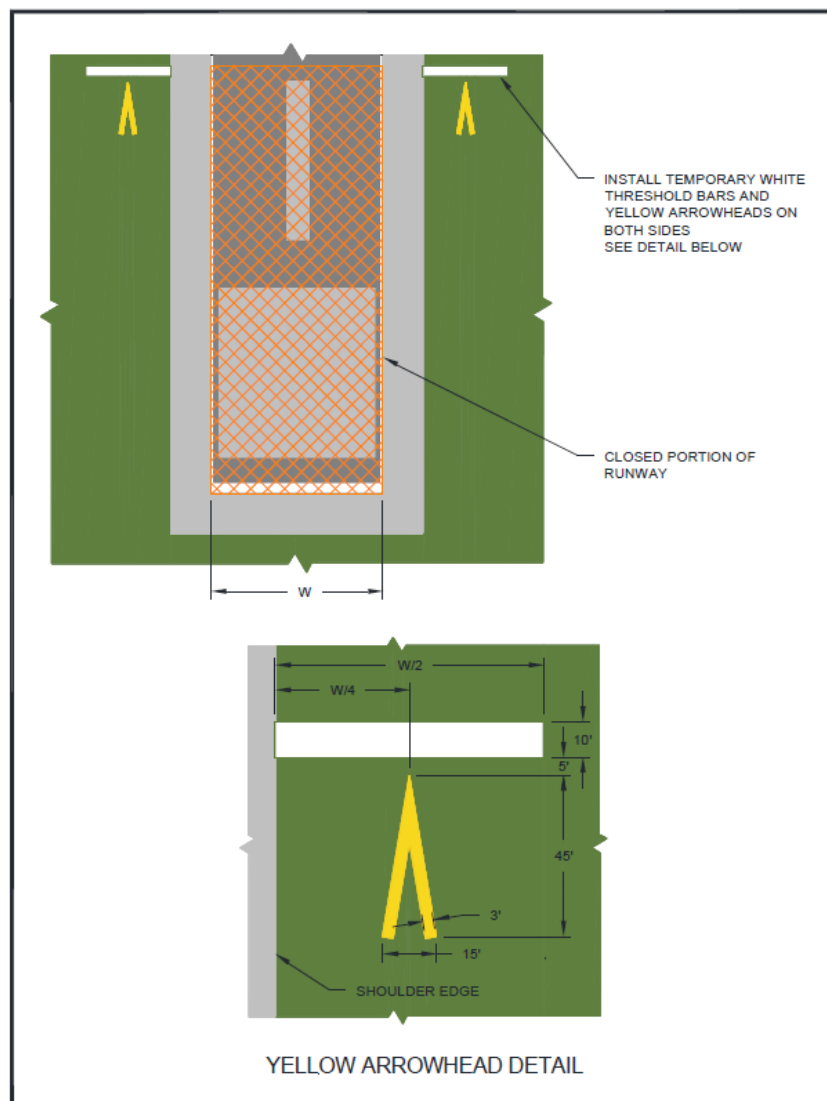 INSTALL TEMPORARY WHITE
THRESHOLD BARS AND
YELLOW ARROWHEADS ON
BOTH SIDES
SEE DETAIL BELOW
CLOSED PORTION OF
RUNWAY
W
W/2
W/4
10'
5'
45'
3'
15'
SHOULDER EDGE
YELLOW ARROWHEAD DETAIL